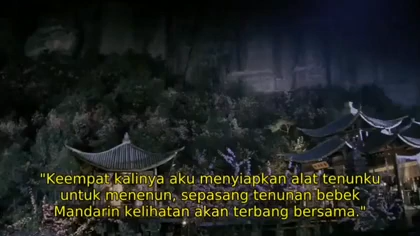 "Keempat kalinya aku menyiapkan alat tenunku
untuk menenun, sepasang tenunan bebek
Mandarin kelihatan akan terbang bersama."